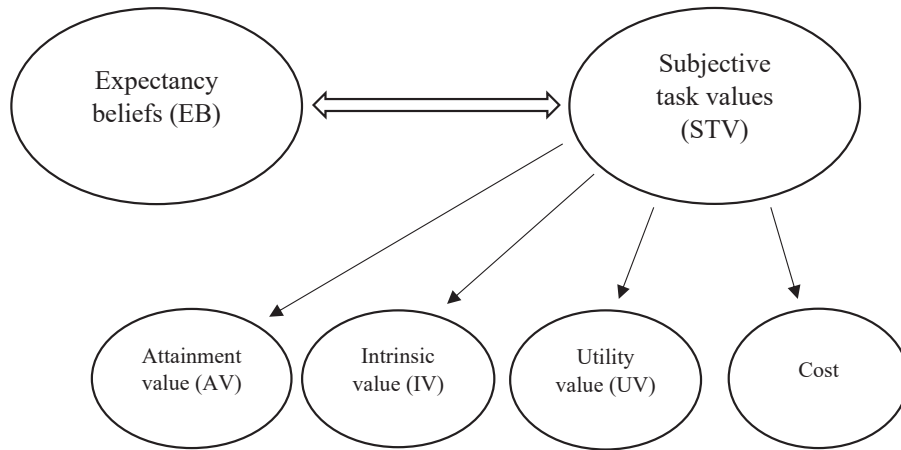 Expectancy
beliefs (EB)
Subjective
task values
(STV)
Attainment
value (AV)
Intrinsic
value (IV)
Utility
value (UV)
Cost